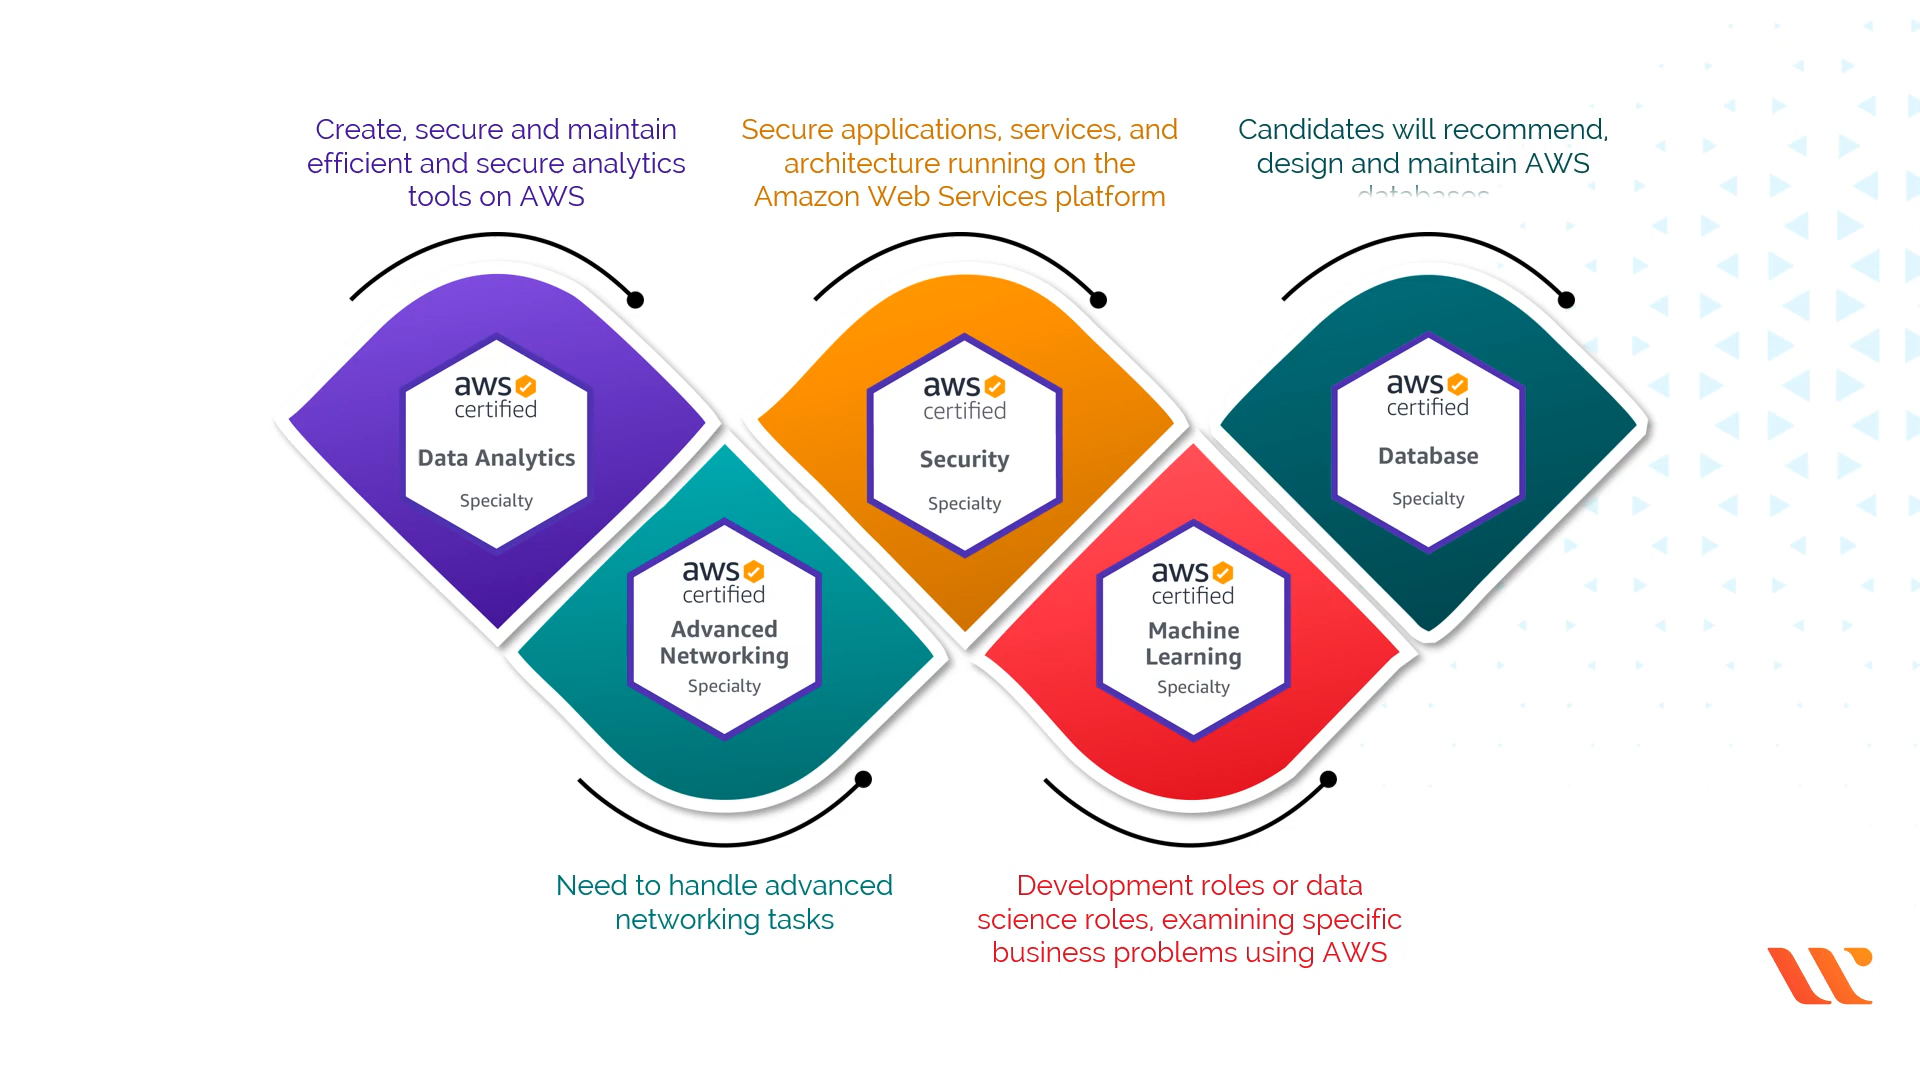 Create, secure and maintain
efficient and secure analytics
tools on AWS
Secure applications, services, and
architecture running on the
Amazon Web Services platform
Candidates will recommend,
design and maintain AWS
databases
aws
certified
Data Analytics
Specialty
aws
certified
Security
Specialty
aws
certified
Database
Specialty
aws
certified
Advanced
Networking
Specialty
aws
certified
Machine
Learning
Specialty
Need to handle advanced
networking tasks
Development roles or data
science roles, examining specific
business problems using AWS